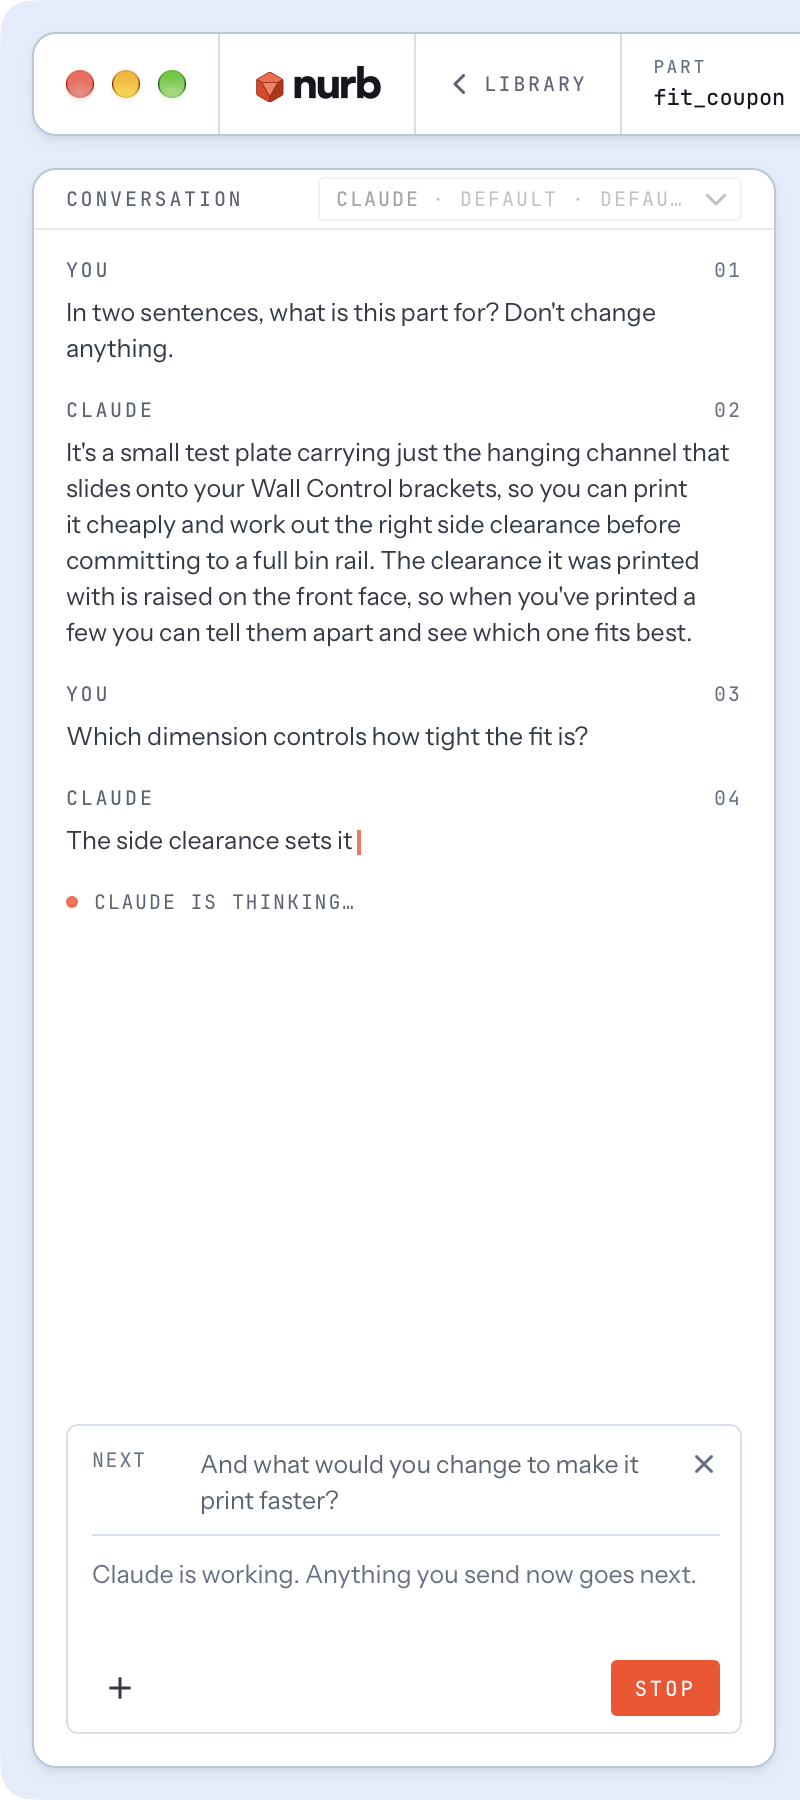 nurb
LIBRARY
PART
fit_coupon
CONVERSATION
CLAUDE · DEFAULT · DEFAU…
YOU
01
In two sentences, what is this part for? Don't change
anything.
CLAUDE
02
It's a small test plate carrying just the hanging channel that
slides onto your Wall Control brackets, so you can print
it cheaply and work out the right side clearance before
committing to a full bin rail. The clearance it was printed
with is raised on the front face, so when you've printed a
few you can tell them apart and see which one fits best.
YOU
03
Which dimension controls how tight the fit is?
CLAUDE
04
The side clearance sets it
CLAUDE IS THINKING…
NEXT
And what would you change to make it
print faster?
Claude is working. Anything you send now goes next.
STOP